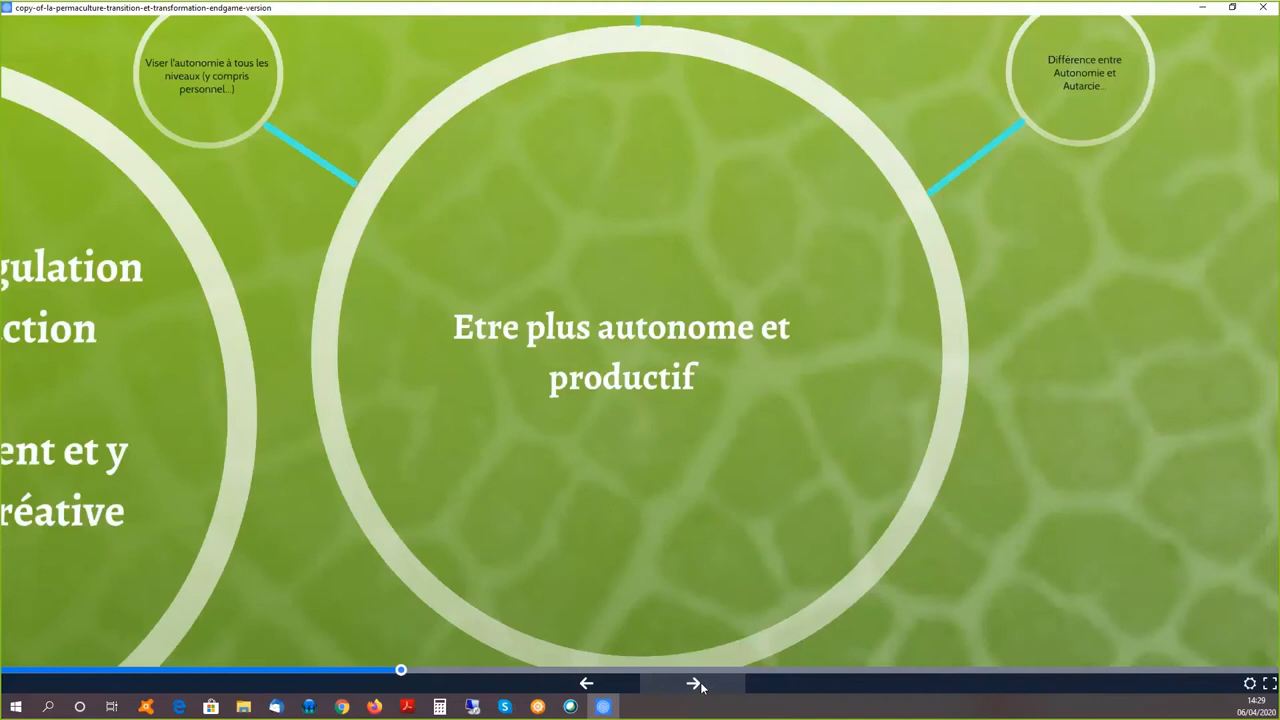 copy-of-la-permaculture-transition-et-transformation-endgame-version
Viser l'autonomie à tous les
niveaux (y compris
personnel...)
Différence entre
Autonomie et
Autarcie...
gulation
ction
ent et y
réative
Etre plus autonome et
productif
14:29
06/04/2020